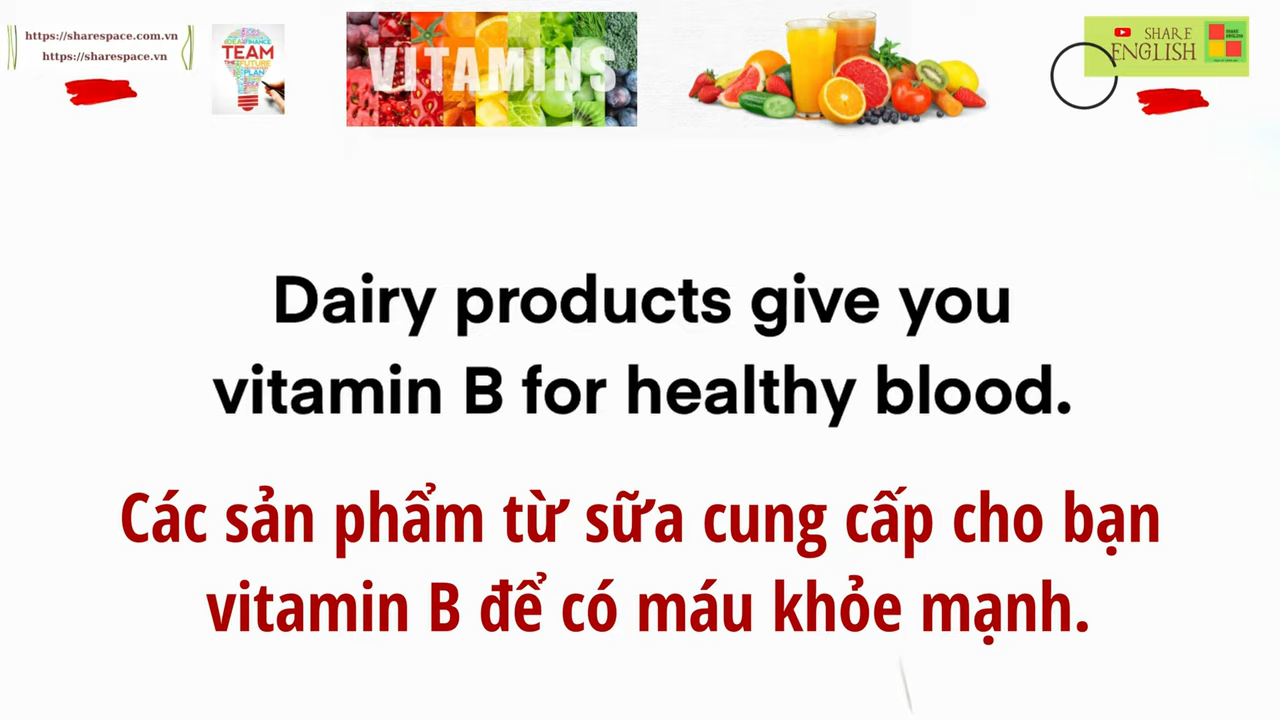 https://sharespace.com.vn
https://sharespace.vn
TEAM
PLAN
VITAMINS
SHARE
ENGLISH
Dairy products give you
vitamin B for healthy blood.
Các sản phẩm từ sữa cung cấp cho bạn
vitamin B để có máu khỏe mạnh.